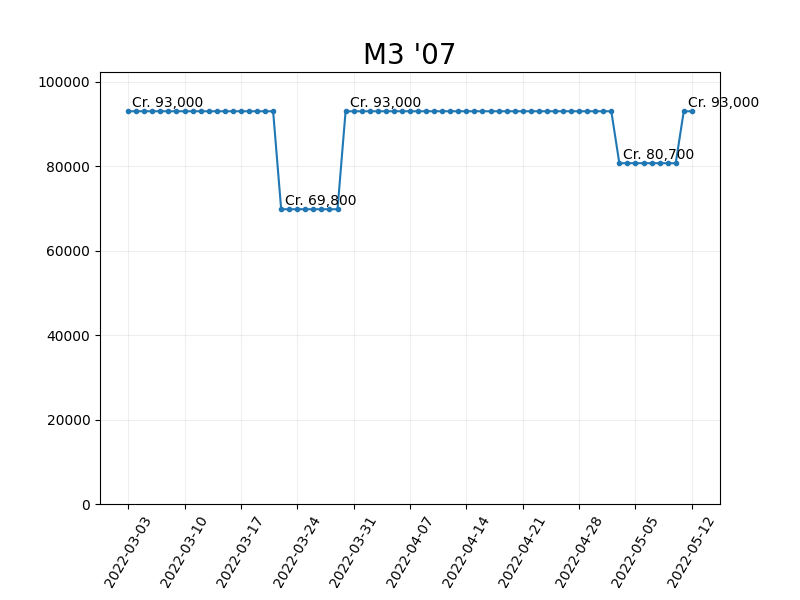 M3 '07
100000
80000
60000
40000
20000
0
Cr. 93,000
Cr. 69,800
Cr. 93,000
Cr. 80,700
Cr. 93,000
2022-03-03
2022-03-10
2022-03-17
2022-03-24
2022-03-31
2022-04-07
2022-04-14
2022-04-21
2022-04-28
2022-05-05
2022-05-12